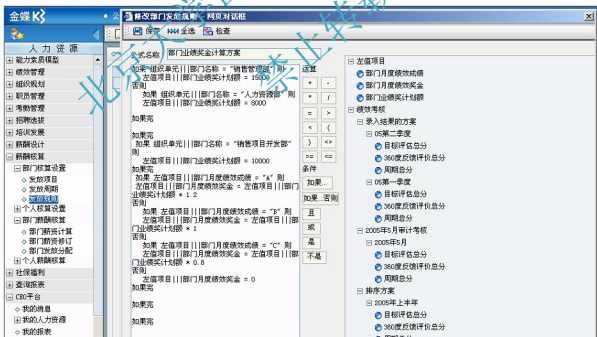 金蝶K3
修改部门发放规则 - 网页对话框
保存
全选
检查
人力资源
能力素质模型
绩效管理
组织规划
职员管理
考勤管理
招聘选拔
培训发展
薪酬设计
薪酬核算
部门核算设置
发放项目
发放周期
发放规则
个人核算设置
部门薪酬核算
部门薪资计算
部门薪资修订
部门发放分配
个人薪酬核算
社保福利
查询报表
CEO平台
我的消息
我的人力资源
我的报表
公式名称 部门业绩奖金计算方案
如果 组织单元|||部门名称 = "销售管理部" 则
左值项目|||部门业绩奖计划额 = 15000
否则
如果 组织单元|||部门名称 = "人力资源部" 则
左值项目|||部门业绩奖计划额 = 8000
如果完
如果完
如果 组织单元|||部门名称 = "销售项目开发部"
则
左值项目|||部门业绩奖计划额 = 10000
如果完
如果 左值项目|||部门月度绩效成绩 = "A" 则
左值项目|||部门月度绩效奖金 = 左值项目|||部门
业绩奖计划额 * 1.2
否则
如果 左值项目|||部门月度绩效成绩 = "B" 则
左值项目|||部门月度绩效奖金 = 左值项目|||部
门业绩奖计划额 * 1
否则
如果 左值项目|||部门月度绩效成绩 = "C" 则
左值项目|||部门月度绩效奖金 = 左值项目|||部
门业绩奖计划额 * 0.8
否则
左值项目|||部门月度绩效奖金 = 0
如果完
如果完
如果完
运算
+ -
* /
= >
< (
) <>
>= <=
条件
如果...
如果..否则
且
或
是
不是
左值项目
部门月度绩效成绩
部门月度绩效奖金
部门业绩奖计划额
绩效考核
录入结果的方案
05第二季度
目标评估总分
360度反馈评价总分
周期总分
05第一季度
目标评估总分
360度反馈评价总分
周期总分
2005年5月审计考核
2005年5月
目标评估总分
360度反馈评价总分
周期总分
排序方案
2005年上半年
目标评估总分
360度反馈评价总分
北京大学
禁止转载